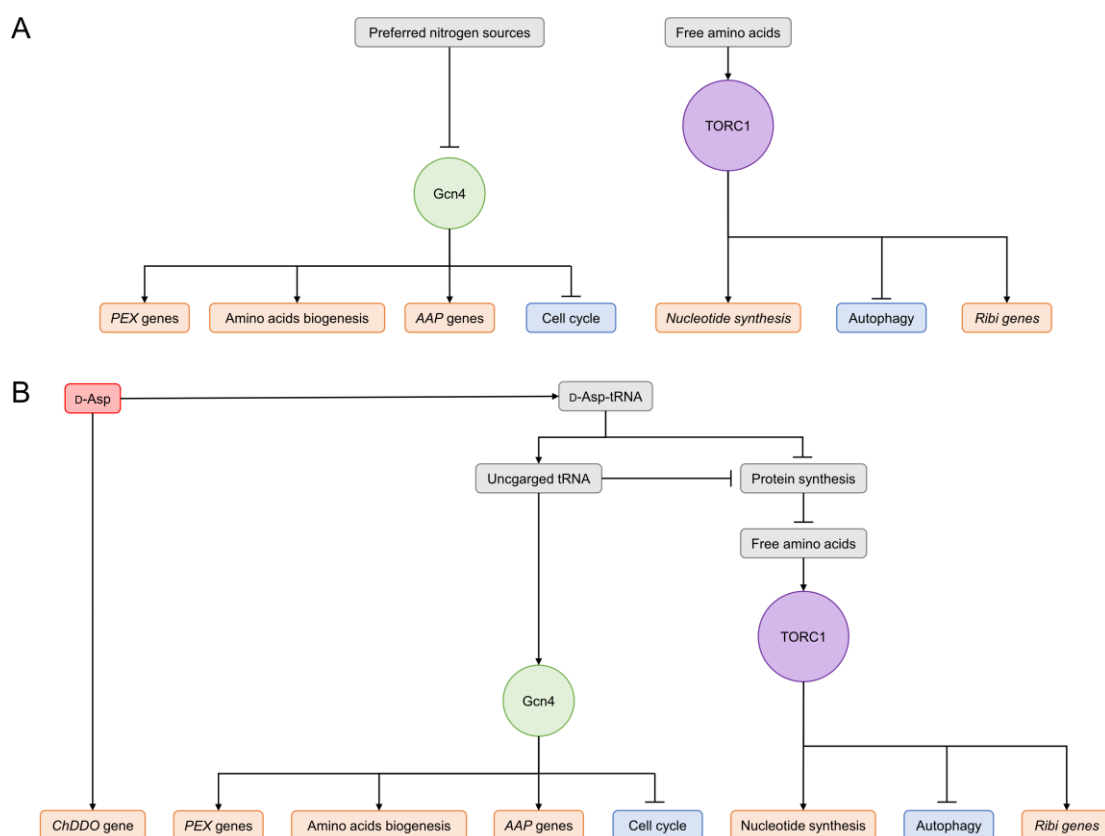 A
Preferred nitrogen sources
Free amino acids
TORC1
Gcn4
PEX genes
Amino acids biogenesis
AAP genes
Cell cycle
Nucleotide synthesis
Autophagy
Ribi genes
B
D-Asp
D-Asp-tRNA
Uncgarged tRNA
Protein synthesis
Free amino acids
TORC1
Gcn4
ChDDO gene
PEX genes
Amino acids biogenesis
AAP genes
Cell cycle
Nucleotide synthesis
Autophagy
Ribi genes